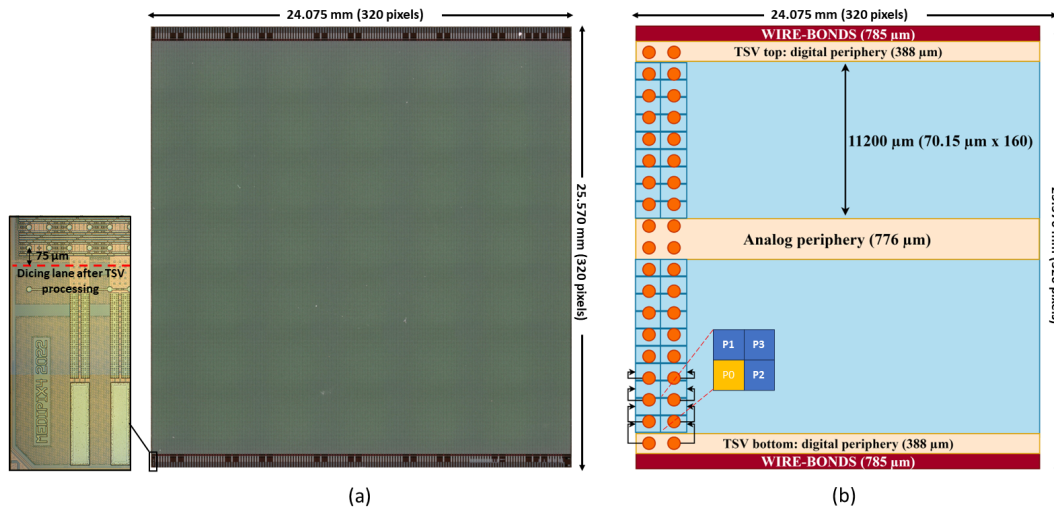 24.075 mm (320 pixels)
25.570 mm (320 pixels)
75 µm
Dicing lane after TSV
processing
MEDIPIX4 2022
(a)
24.075 mm (320 pixels)
WIRE-BONDS (785 µm)
TSV top: digital periphery (388 µm)
11200 µm (70.15 µm x 160)
Analog periphery (776 µm)
P1
P3
P0
P2
TSV bottom: digital periphery (388 µm)
WIRE-BONDS (785 µm)
(b)